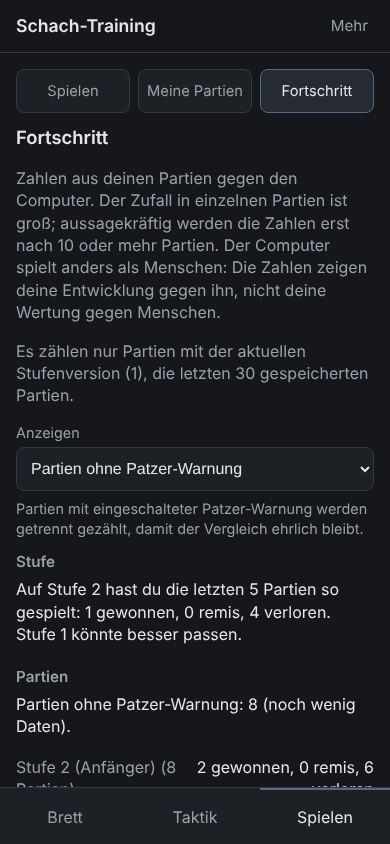 Schach-Training
Mehr
Spielen
Meine Partien
Fortschritt
Fortschritt
Zahlen aus deinen Partien gegen den
Computer. Der Zufall in einzelnen Partien ist
groß; aussagekräftig werden die Zahlen erst
nach 10 oder mehr Partien. Der Computer
spielt anders als Menschen: Die Zahlen zeigen
deine Entwicklung gegen ihn, nicht deine
Wertung gegen Menschen.
Es zählen nur Partien mit der aktuellen
Stufenversion (1), die letzten 30 gespeicherten
Partien.
Anzeigen
Partien ohne Patzer-Warnung
Partien mit eingeschalteter Patzer-Warnung werden
getrennt gezählt, damit der Vergleich ehrlich bleibt.
Stufe
Auf Stufe 2 hast du die letzten 5 Partien so
gespielt: 1 gewonnen, 0 remis, 4 verloren.
Stufe 1 könnte besser passen.
Partien
Partien ohne Patzer-Warnung: 8 (noch wenig
Daten).
Stufe 2 (Anfänger) (8
2 gewonnen, 0 remis, 6
Brett
Taktik
Spielen